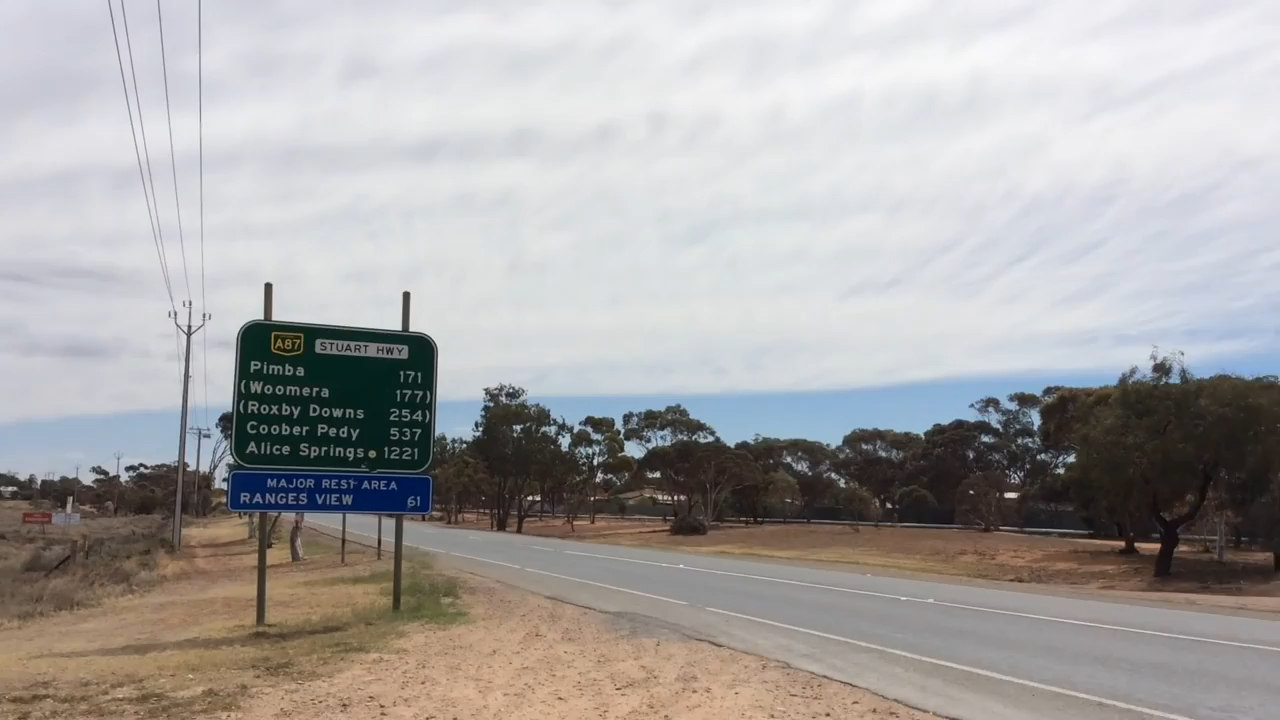 A87 STUART HWY
Pimba 171
(Woomera 177)
(Roxby Downs 254)
Coober Pedy 537
Alice Springs 1221
MAJOR REST AREA
RANGES VIEW 61